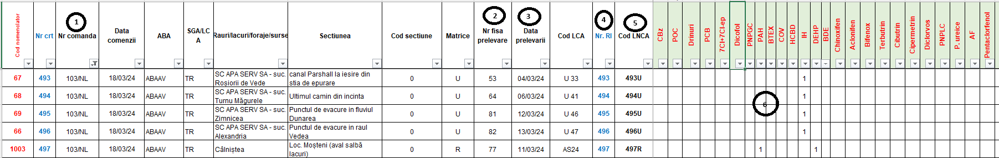 Cod nomenclator
Nr crt
1
Nr comanda
Data
comenzii
ABA
SGA/LC
A
Rauri/lacuri/foraje/surse
Sectiunea
Cod sectiune
Matrice
2
Nr fisa
prelevare
3
Data
prelevarii
Cod LCA
4
Nr. RI
5
Cod LNCA
CBz
POC
Drinuri
PCB
7Cl+7Cl-ep
Dicofol
PNPGC
PAH
BTEX
COV
HCBD
IH
DEHP
BDE
Chinoxifen
Aclonifen
Bifenox
Terbutrin
Cibutrin
Cipermetrin
Diclorvos
PNPLC
P. ureice
AF
Pentaclorfenol
67 493 103/NL 18/03/24 ABAAV TR SC APA SERV SA - suc. canal Parshall la iesire din 0 U 53 04/03/24 U 33 493 493U 1
Roșiorii de Vede stia de epurare
68 494 103/NL 18/03/24 ABAAV TR SC APA SERV SA - suc. Ultimul camin din incinta 0 U 64 06/03/24 U 41 494 494U 1
Turnu Măgurele
6
69 495 103/NL 18/03/24 ABAAV TR SC APA SERV SA - suc. Punctul de evacure in fluviul 0 U 81 12/03/24 U 46 495 495U 1
Zimnicea Dunarea
66 496 103/NL 18/03/24 ABAAV TR SC APA SERV SA - suc. Punctul de evacure in raul 0 U 82 13/03/24 U 47 496 496U 1
Alexandria Vedea
1003 497 103/NL 18/03/24 ABAAV TR Câlniștea Loc. Moșteni (aval salbă 0 R 77 11/03/24 AS24 497 497R 1 1
lacuri)